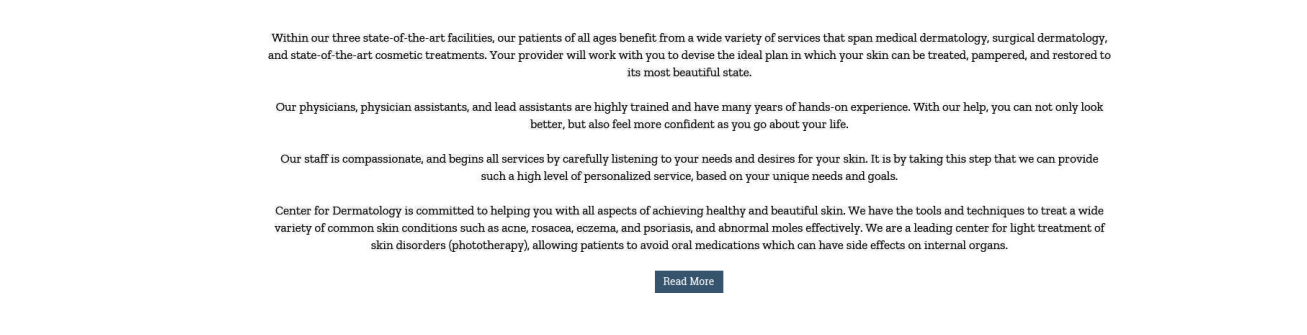 Within our three state-of-the-art facilities, our patients of all ages benefit from a wide variety of services that span medical dermatology, surgical dermatology,
and state-of-the-art cosmetic treatments. Your provider will work with you to devise the ideal plan in which your skin can be treated, pampered, and restored to
its most beautiful state.
Our physicians, physician assistants, and lead assistants are highly trained and have many years of hands-on experience. With our help, you can not only look
better, but also feel more confident as you go about your life.
Our staff is compassionate, and begins all services by carefully listening to your needs and desires for your skin. It is by taking this step that we can provide
such a high level of personalized service, based on your unique needs and goals.
Center for Dermatology is committed to helping you with all aspects of achieving healthy and beautiful skin. We have the tools and techniques to treat a wide
variety of common skin conditions such as acne, rosacea, eczema, and psoriasis, and abnormal moles effectively. We are a leading center for light treatment of
skin disorders (phototherapy), allowing patients to avoid oral medications which can have side effects on internal organs.
Read More